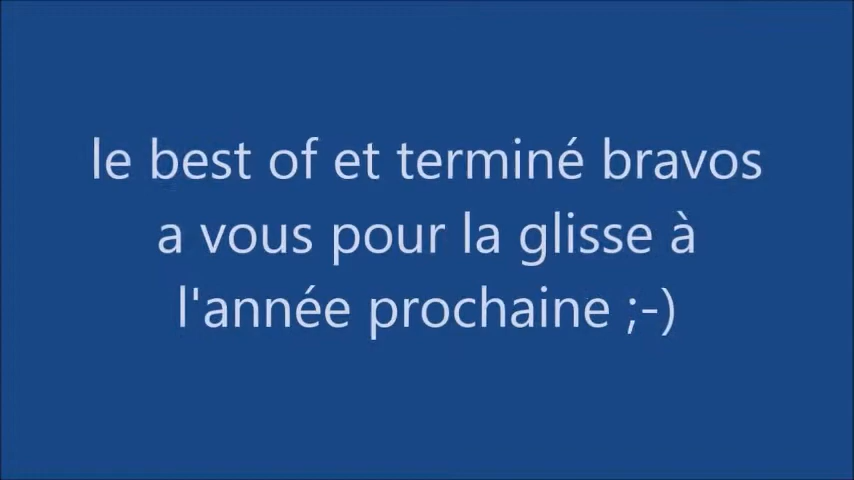 le best of et terminé bravos
a vous pour la glisse à
l'année prochaine ;-)